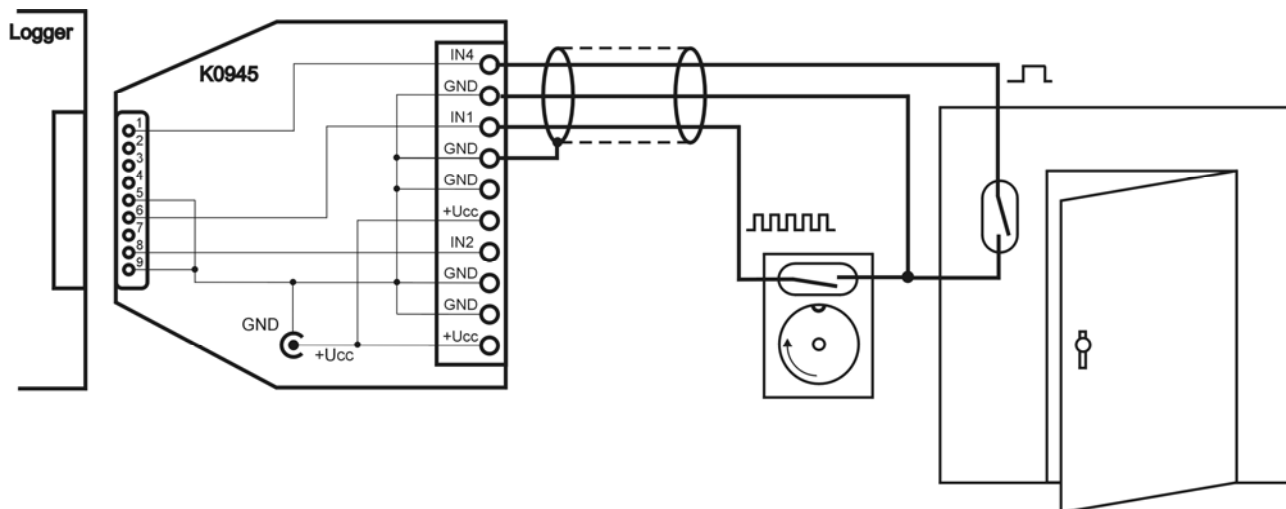 Logger
K0945
1
2
3
4
5
6
7
8
9
IN4
GND
IN1
GND
GND
+Ucc
IN2
GND
GND
+Ucc
GND
+Ucc